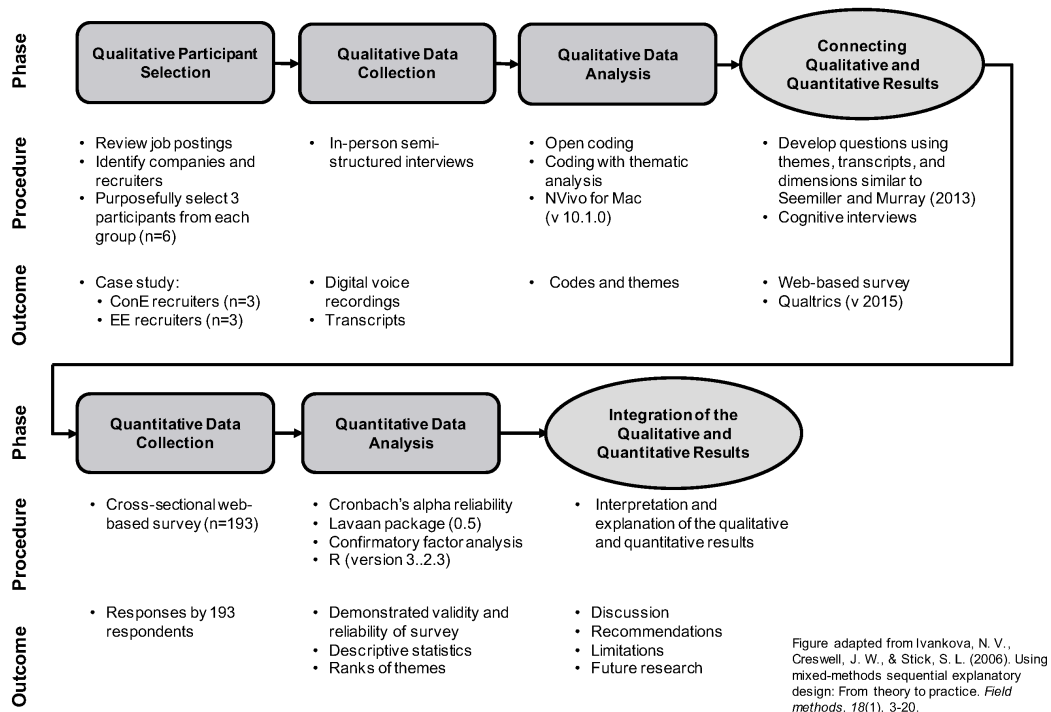 Phase
Qualitative Participant
Selection
Qualitative Data
Collection
Qualitative Data
Analysis
Connecting
Qualitative and
Quantitative Results
Procedure
• Review job postings
• Identify companies and
recruiters
• Purposefully select 3
participants from each
group (n=6)
• In-person semi-
structured interviews
• Open coding
• Coding with thematic
analysis
• NVivo for Mac
(v 10.1.0)
• Develop questions using
themes, transcripts, and
dimensions similar to
Seemiller and Murray (2013)
• Cognitive interviews
Outcome
• Case study:
• ConE recruiters (n=3)
• EE recruiters (n=3)
• Digital voice
recordings
• Transcripts
• Codes and themes
• Web-based survey
• Qualtrics (v 2015)
Phase
Quantitative Data
Collection
Quantitative Data
Analysis
Integration of the
Qualitative and
Quantitative Results
Procedure
• Cross-sectional web-
based survey (n=193)
• Cronbach's alpha reliability
• Lavaan package (0.5)
• Confirmatory factor analysis
• R (version 3..2.3)
• Interpretation and
explanation of the qualitative
and quantitative results
Outcome
• Responses by 193
respondents
• Demonstrated validity and
reliability of survey
• Descriptive statistics
• Ranks of themes
• Discussion
• Recommendations
• Limitations
• Future research
Figure adapted from Ivankova, N. V.,
Creswell, J. W., & Stick, S. L. (2006). Using
mixed-methods sequential explanatory
design: From theory to practice. Field
methods, 18(1), 3-20.